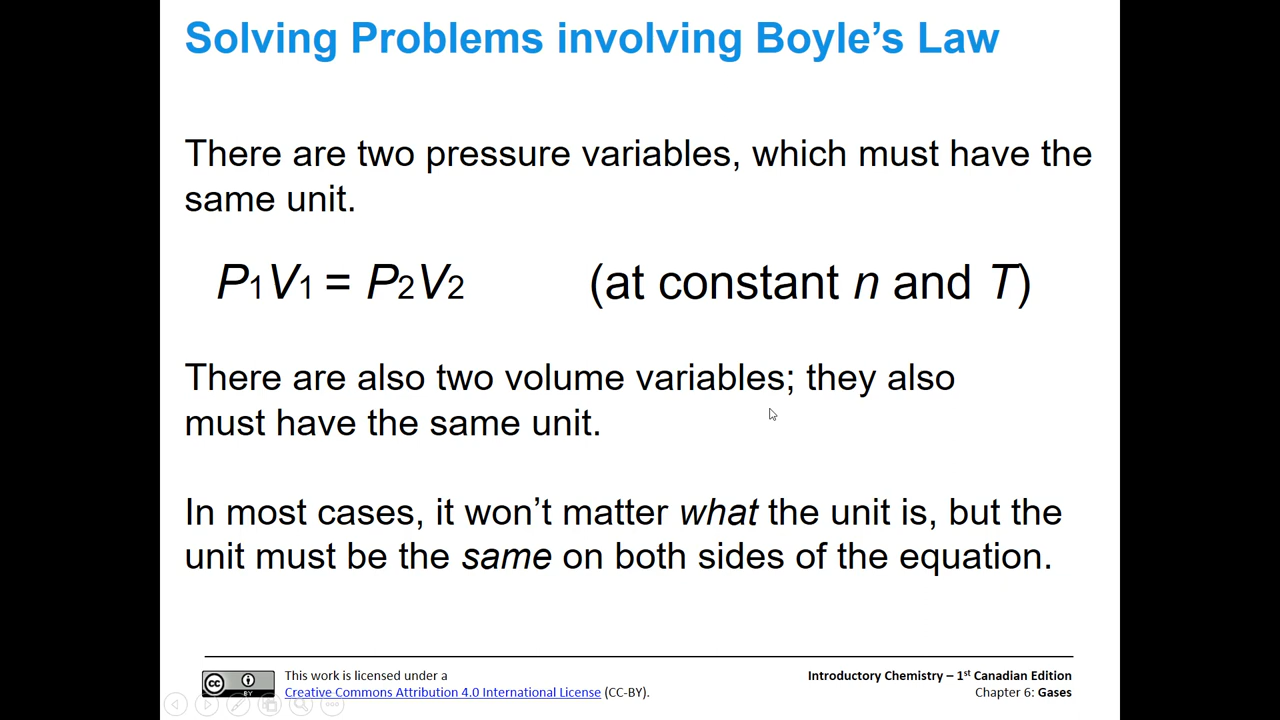 Solving Problems involving Boyle’s Law
There are two pressure variables, which must have the
same unit.
P1V1 = P2V2 (at constant n and T)
There are also two volume variables; they also
must have the same unit.
In most cases, it won’t matter what the unit is, but the
unit must be the same on both sides of the equation.
cc BY
This work is licensed under a
Creative Commons Attribution 4.0 International License (CC-BY).
Introductory Chemistry – 1st Canadian Edition
Chapter 6: Gases